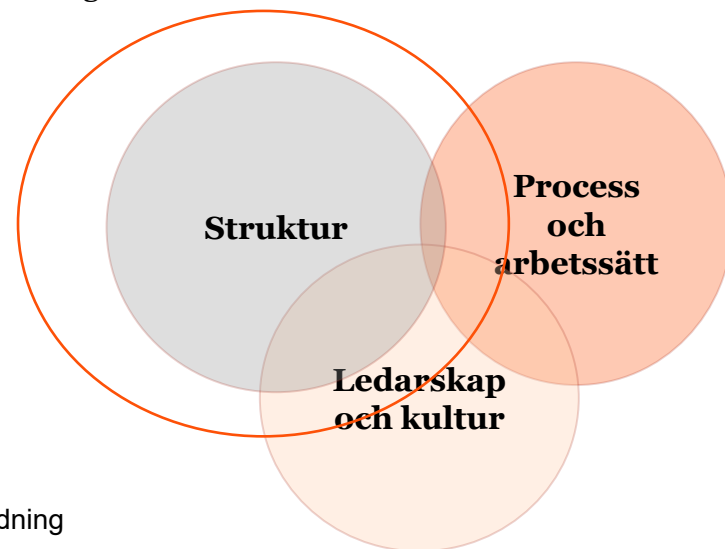 Struktur
Process
och
arbetssätt
Ledarskap
och kultur
dning